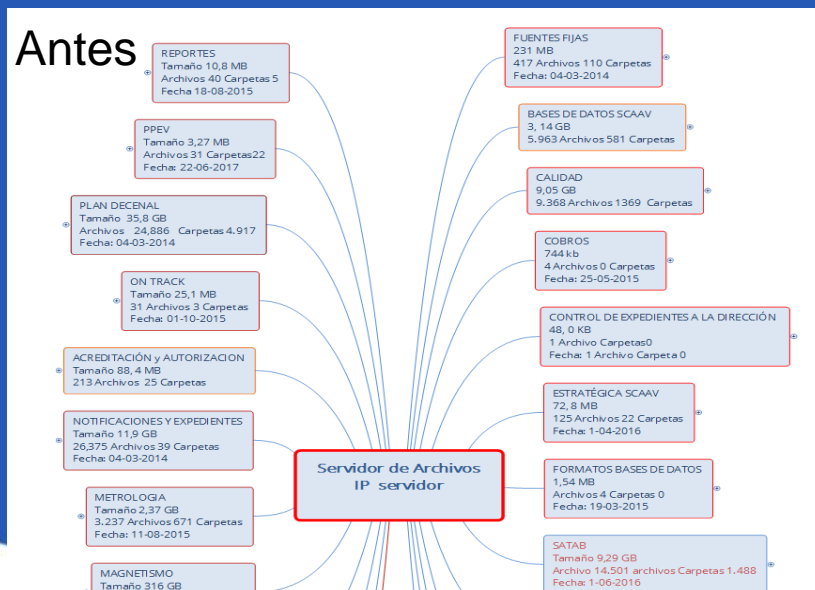 Antes
REPORTES
Tamaño 10,8 MB
Archivos 40 Carpetas 5
Fecha 18-08-2015
PPEV
Tamaño 3,27 MB
Archivos 31 Carpetas22
Fecha: 22-06-2017
PLAN DECENAL
Tamaño 35,8 GB
Archivos 24,886 Carpetas 4.917
Fecha: 04-03-2014
ON TRACK
Tamaño 25,1 MB
31 Archivos 3 Carpetas
Fecha: 01-10-2015
ACREDITACIÓN y AUTORIZACION
Tamaño 88, 4 MB
213 Archivos 25 Carpetas
NOTIFICACIONES Y EXPEDIENTES
Tamaño 11,9 GB
26,375 Archivos 39 Carpetas
Fecha: 04-03-2014
METROLOGIA
Tamaño 2,37 GB
3.237 Archivos 671 Carpetas
Fecha: 11-08-2015
MAGNETISMO
Tamaño 316 GB
Servidor de Archivos
IP servidor
FUENTES FIJAS
231 MB
417 Archivos 110 Carpetas
Fecha: 04-03-2014
BASES DE DATOS SCAAV
3, 14 GB
5.963 Archivos 581 Carpetas
CALIDAD
9,05 GB
9.368 Archivos 1369 Carpetas
COBROS
744 kb
4 Archivos 0 Carpetas
Fecha: 25-05-2015
CONTROL DE EXPEDIENTES A LA DIRECCIÓN
48, 0 KB
1 Archivo Carpetas0
Fecha: 1 Archivo Carpeta 0
ESTRATÉGICA SCAAV
72, 8 MB
125 Archivos 22 Carpetas
Fecha: 1-04-2016
FORMATOS BASES DE DATOS
1,54 MB
Archivos 4 Carpetas 0
Fecha: 19-03-2015
SATAB
Tamaño 9,29 GB
Archivo 14.501 archivos Carpetas 1.488
Fecha: 1-06-2016